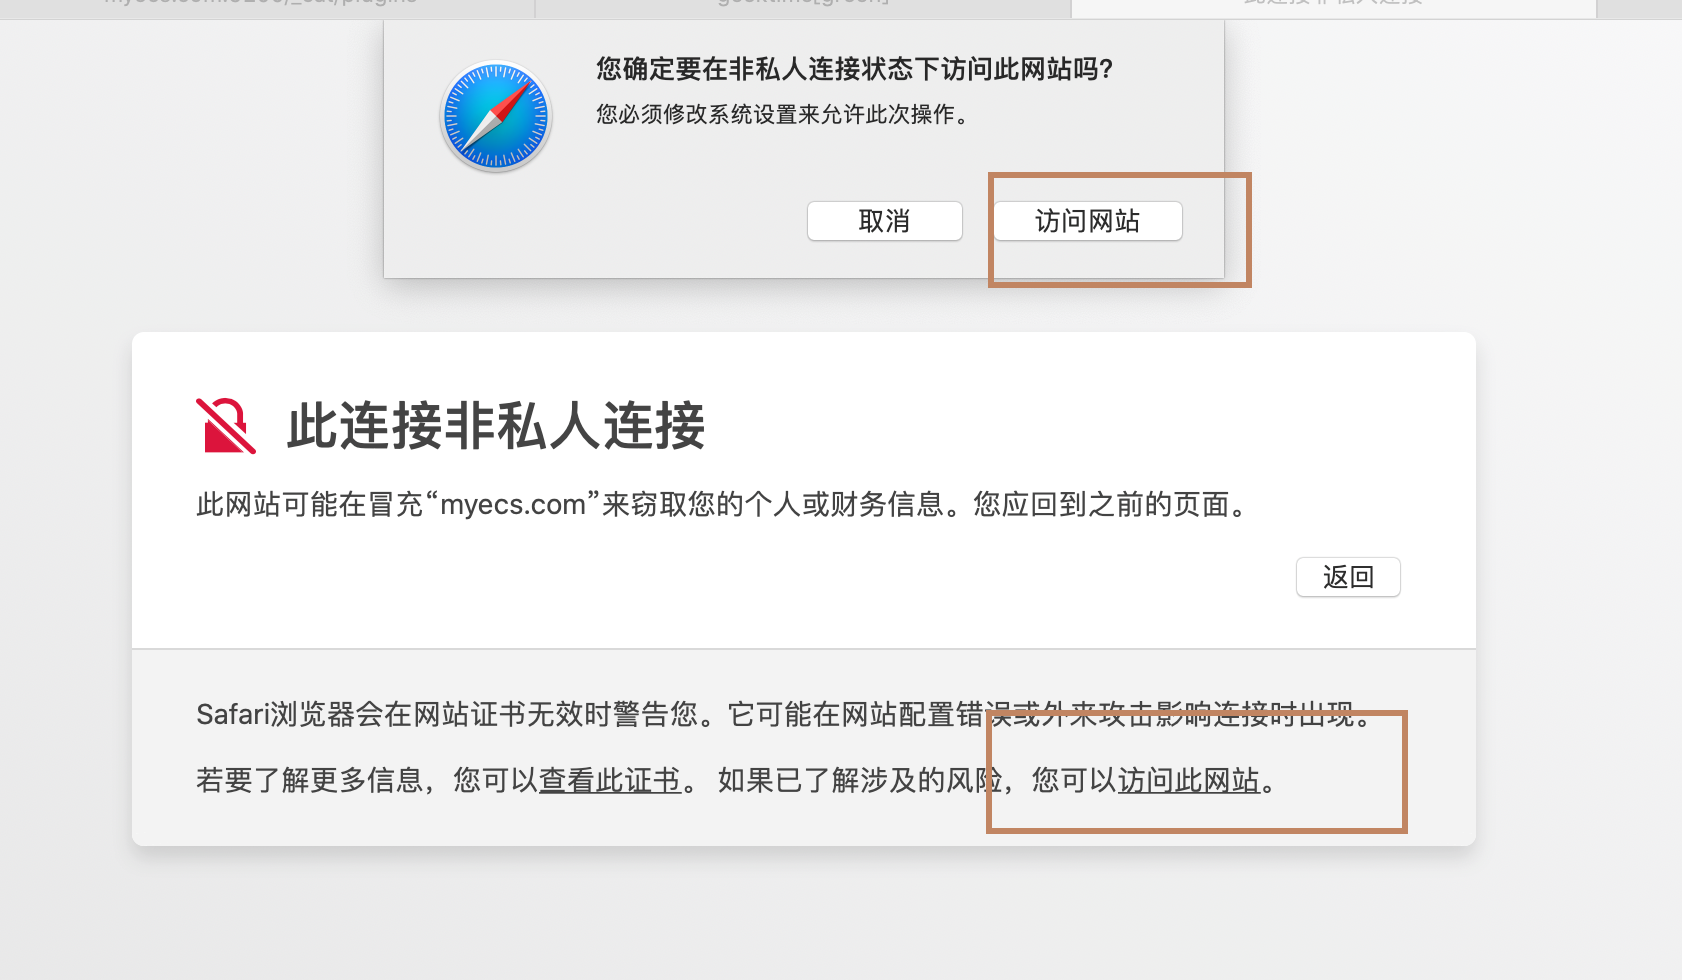 您确定要在非私人连接状态下访问此网站吗?
您必须修改系统设置来允许此次操作。
取消
访问网站
此连接非私人连接
此网站可能在冒充“myecs.com”来窃取您的个人或财务信息。您应回到之前的页面。
返回
Safari浏览器会在网站证书无效时警告您。它可能在网站配置错误或外来攻击影响连接时出现。
若要了解更多信息，您可以查看此证书。 如果已了解涉及的风险，您可以访问此网站。